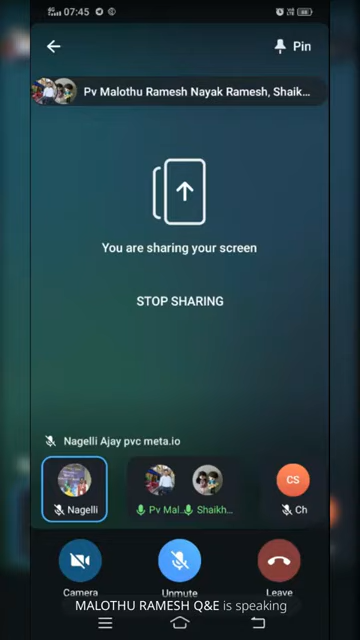 07:45
Pin
Pv Malothu Ramesh Nayak Ramesh, Shaik...
You are sharing your screen
STOP SHARING
Nagelli Ajay pvc meta.io
CS
Nagelli
Pv Mal..
Shaikh...
Ch
Camera
Unmute
Leave
MALOTHU RAMESH Q&E is speaking